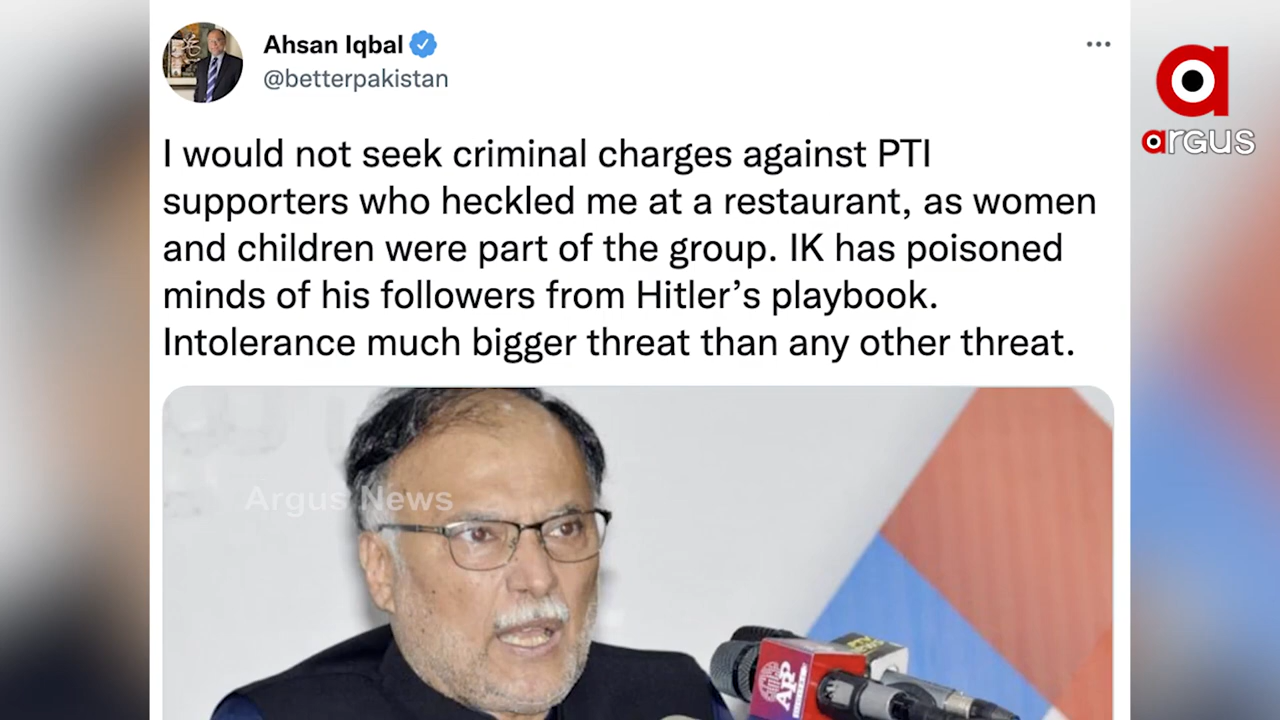 Ahsan Iqbal
@betterpakistan
I would not seek criminal charges against PTI
supporters who heckled me at a restaurant, as women
and children were part of the group. IK has poisoned
minds of his followers from Hitler’s playbook.
Intolerance much bigger threat than any other threat.
a
argus
Argus News
APP